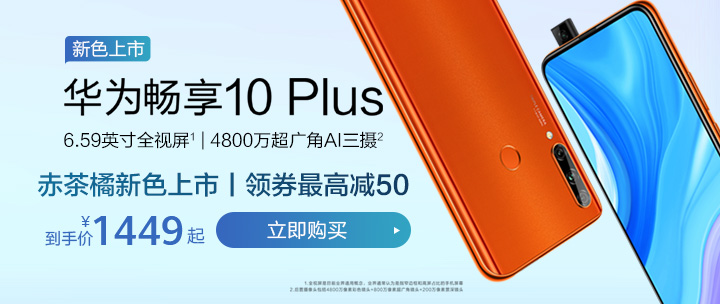 新色上市
华为畅享10 Plus
6.59英寸全视屏¹ | 4800万超广角AI三摄²
赤茶橘新色上市丨领券最高减50
到手价¥1449起
立即购买